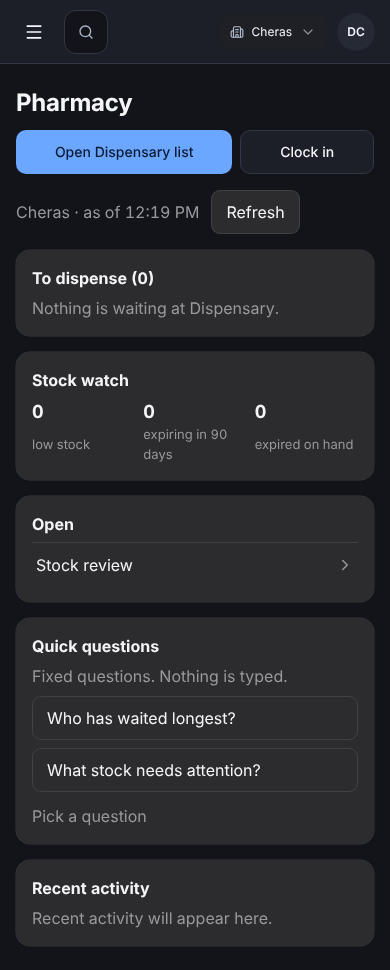 Cheras
DC
Pharmacy
Open Dispensary list
Clock in
Cheras · as of 12:19 PM
Refresh
To dispense (0)
Nothing is waiting at Dispensary.
Stock watch
0
low stock
0
expiring in 90
days
0
expired on hand
Open
Stock review
Quick questions
Fixed questions. Nothing is typed.
Who has waited longest?
What stock needs attention?
Pick a question
Recent activity
Recent activity will appear here.